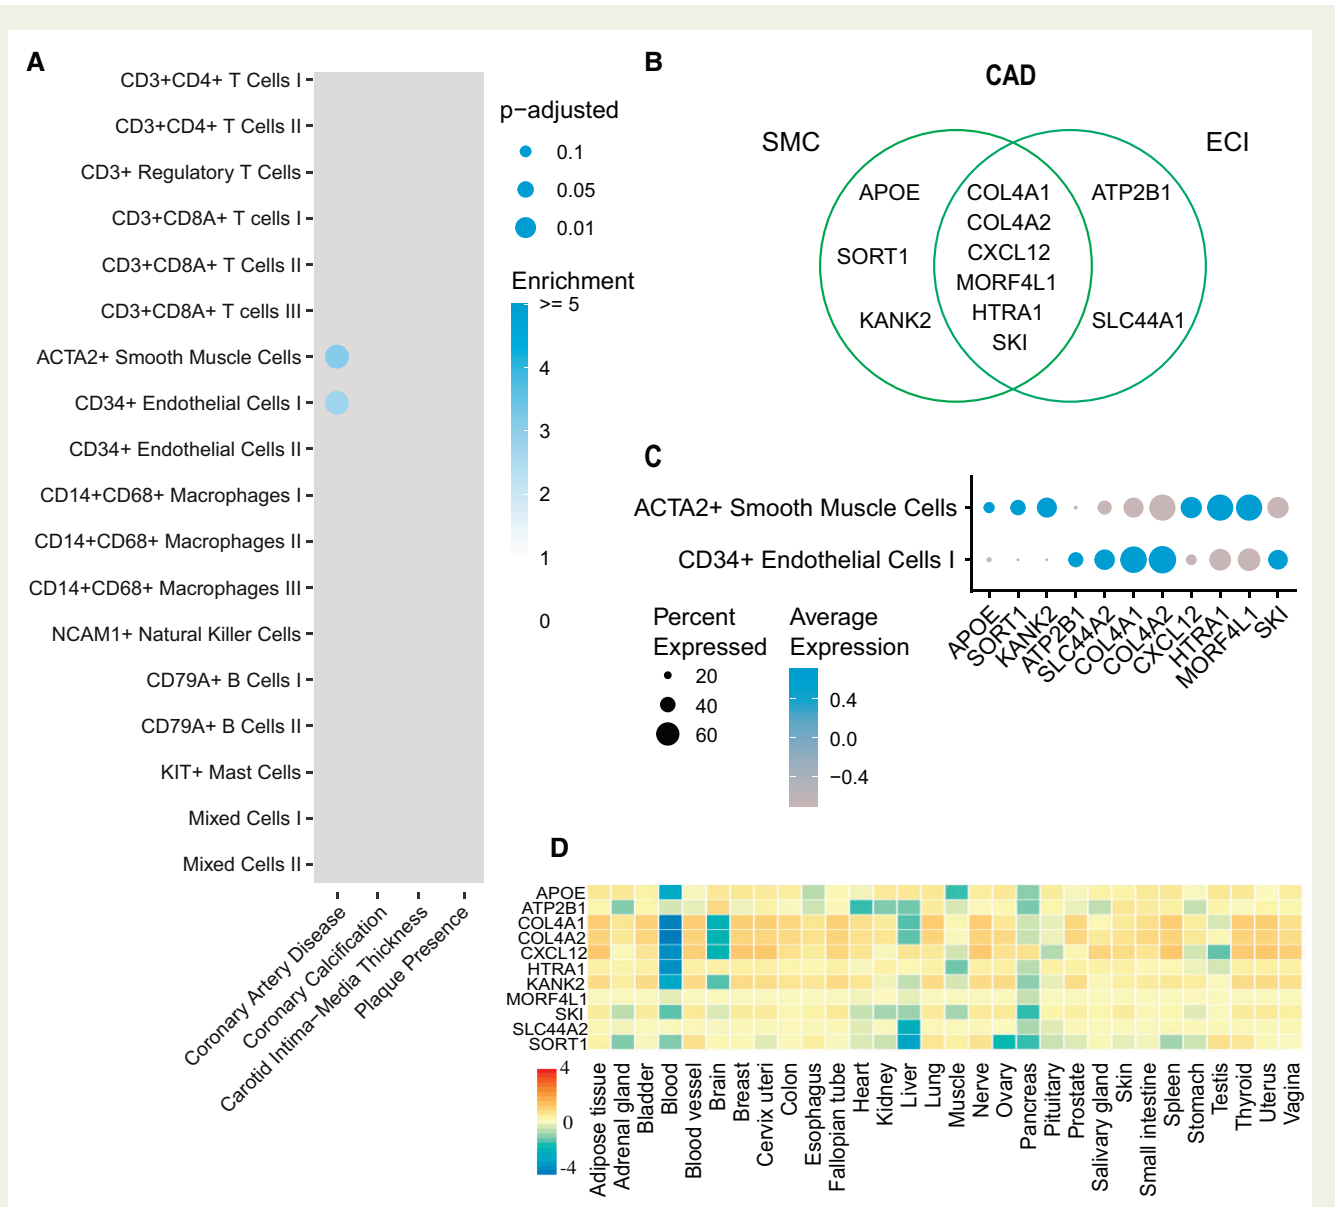 A
CD3+CD4+ T Cells I
CD3+CD4+ T Cells II
CD3+ Regulatory T Cells
CD3+CD8A+ T cells I
CD3+CD8A+ T Cells II
CD3+CD8A+ T cells III
ACTA2+ Smooth Muscle Cells
CD34+ Endothelial Cells I
CD34+ Endothelial Cells II
CD14+CD68+ Macrophages I
CD14+CD68+ Macrophages II
CD14+CD68+ Macrophages III
NCAM1+ Natural Killer Cells
CD79A+ B Cells I
CD79A+ B Cells II
KIT+ Mast Cells
Mixed Cells I
Mixed Cells II
Coronary Artery Disease
Coronary Calcification
Carotid Intima−Media Thickness
Plaque Presence
p−adjusted
0.1
0.05
0.01
Enrichment
>= 5
4
3
2
1
0
B
CAD
SMC
ECI
APOE
SORT1
KANK2
COL4A1
COL4A2
CXCL12
MORF4L1
HTRA1
SKI
ATP2B1
SLC44A1
C
ACTA2+ Smooth Muscle Cells
CD34+ Endothelial Cells I
APOE
SORT1
KANK2
ATP2B1
SLC44A2
COL4A1
COL4A2
CXCL12
HTRA1
MORF4L1
SKI
Percent
Expressed
20
40
60
Average
Expression
0.4
0.0
−0.4
D
APOE
ATP2B1
COL4A1
COL4A2
CXCL12
HTRA1
KANK2
MORF4L1
SKI
SLC44A2
SORT1
4
0
-4
Adipose tissue
Adrenal gland
Bladder
Blood
Blood vessel
Brain
Breast
Cervix uteri
Colon
Esophagus
Fallopian tube
Heart
Kidney
Liver
Lung
Muscle
Nerve
Ovary
Pancreas
Pituitary
Prostate
Salivary gland
Skin
Small intestine
Spleen
Stomach
Testis
Thyroid
Uterus
Vagina